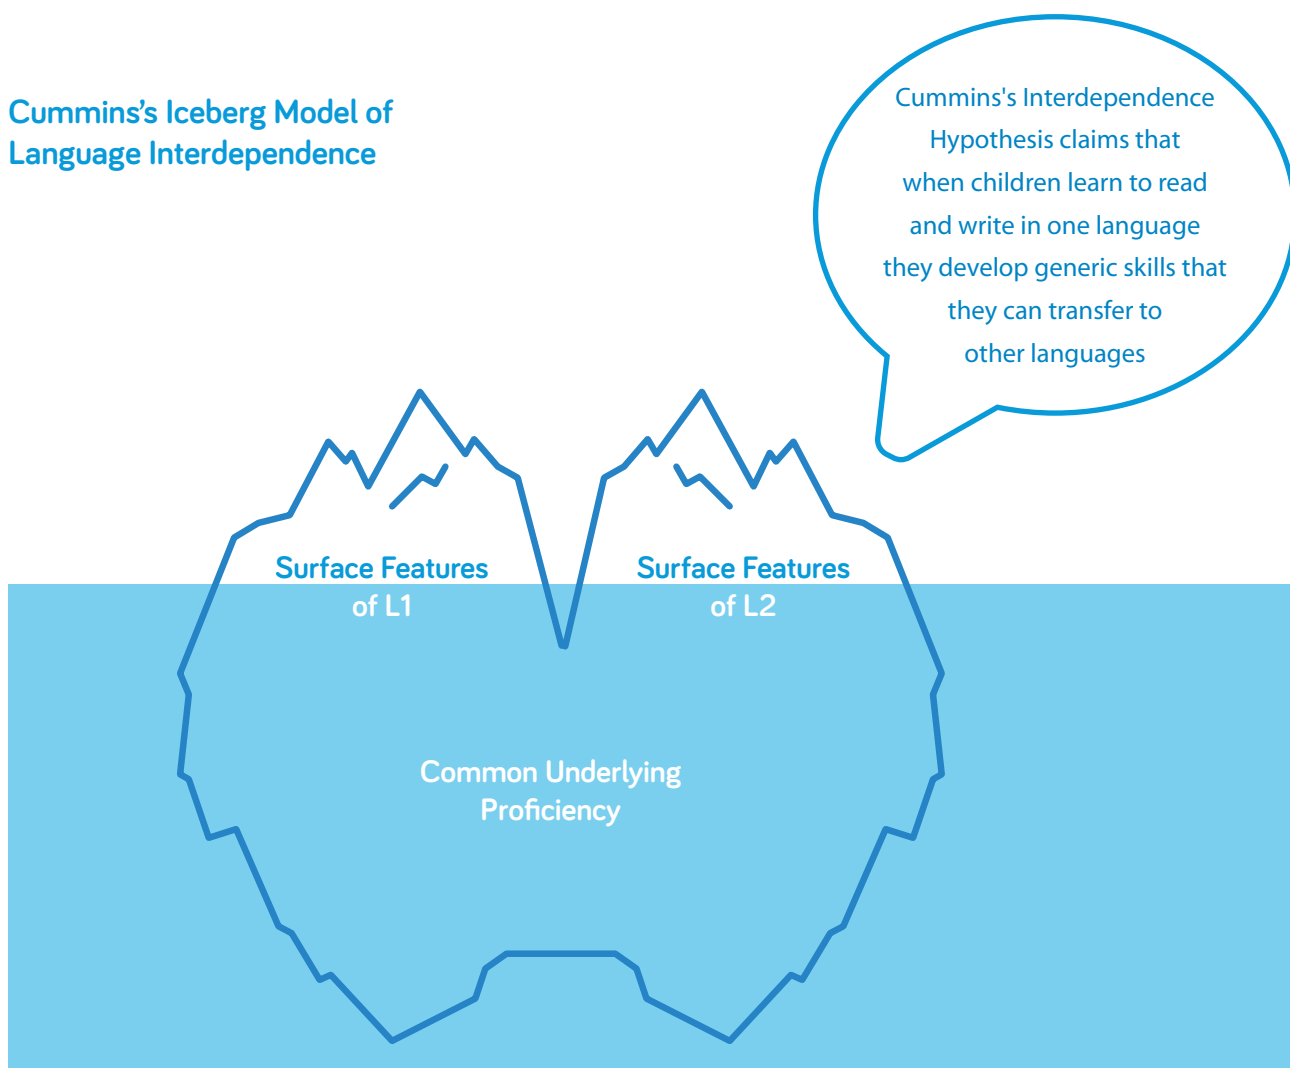 Cummins’s Iceberg Model of
Language Interdependence
Cummins's Interdependence
Hypothesis claims that
when children learn to read
and write in one language
they develop generic skills that
they can transfer to
other languages
Surface Features
of L1
Surface Features
of L2
Common Underlying
Proficiency